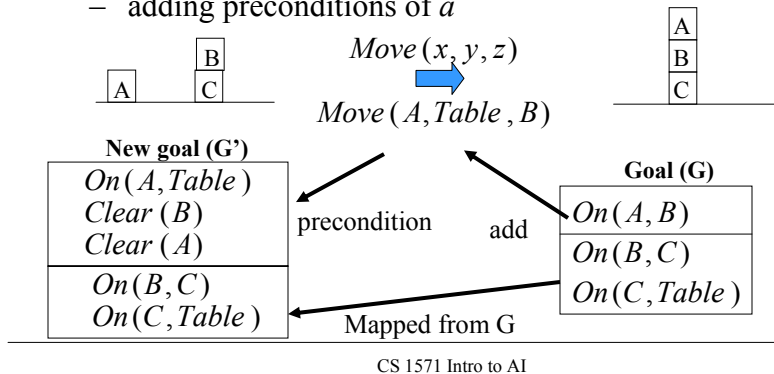 – adding preconditions of a
Move(x, y, z)
Move(A,Table, B)
A
B
C
A
B
C
New goal (G')
On(A,Table)
Clear(B)
Clear(A)
On(B,C)
On(C,Table)
precondition
add
Mapped from G
Goal (G)
On(A,B)
On(B,C)
On(C,Table)
CS 1571 Intro to AI